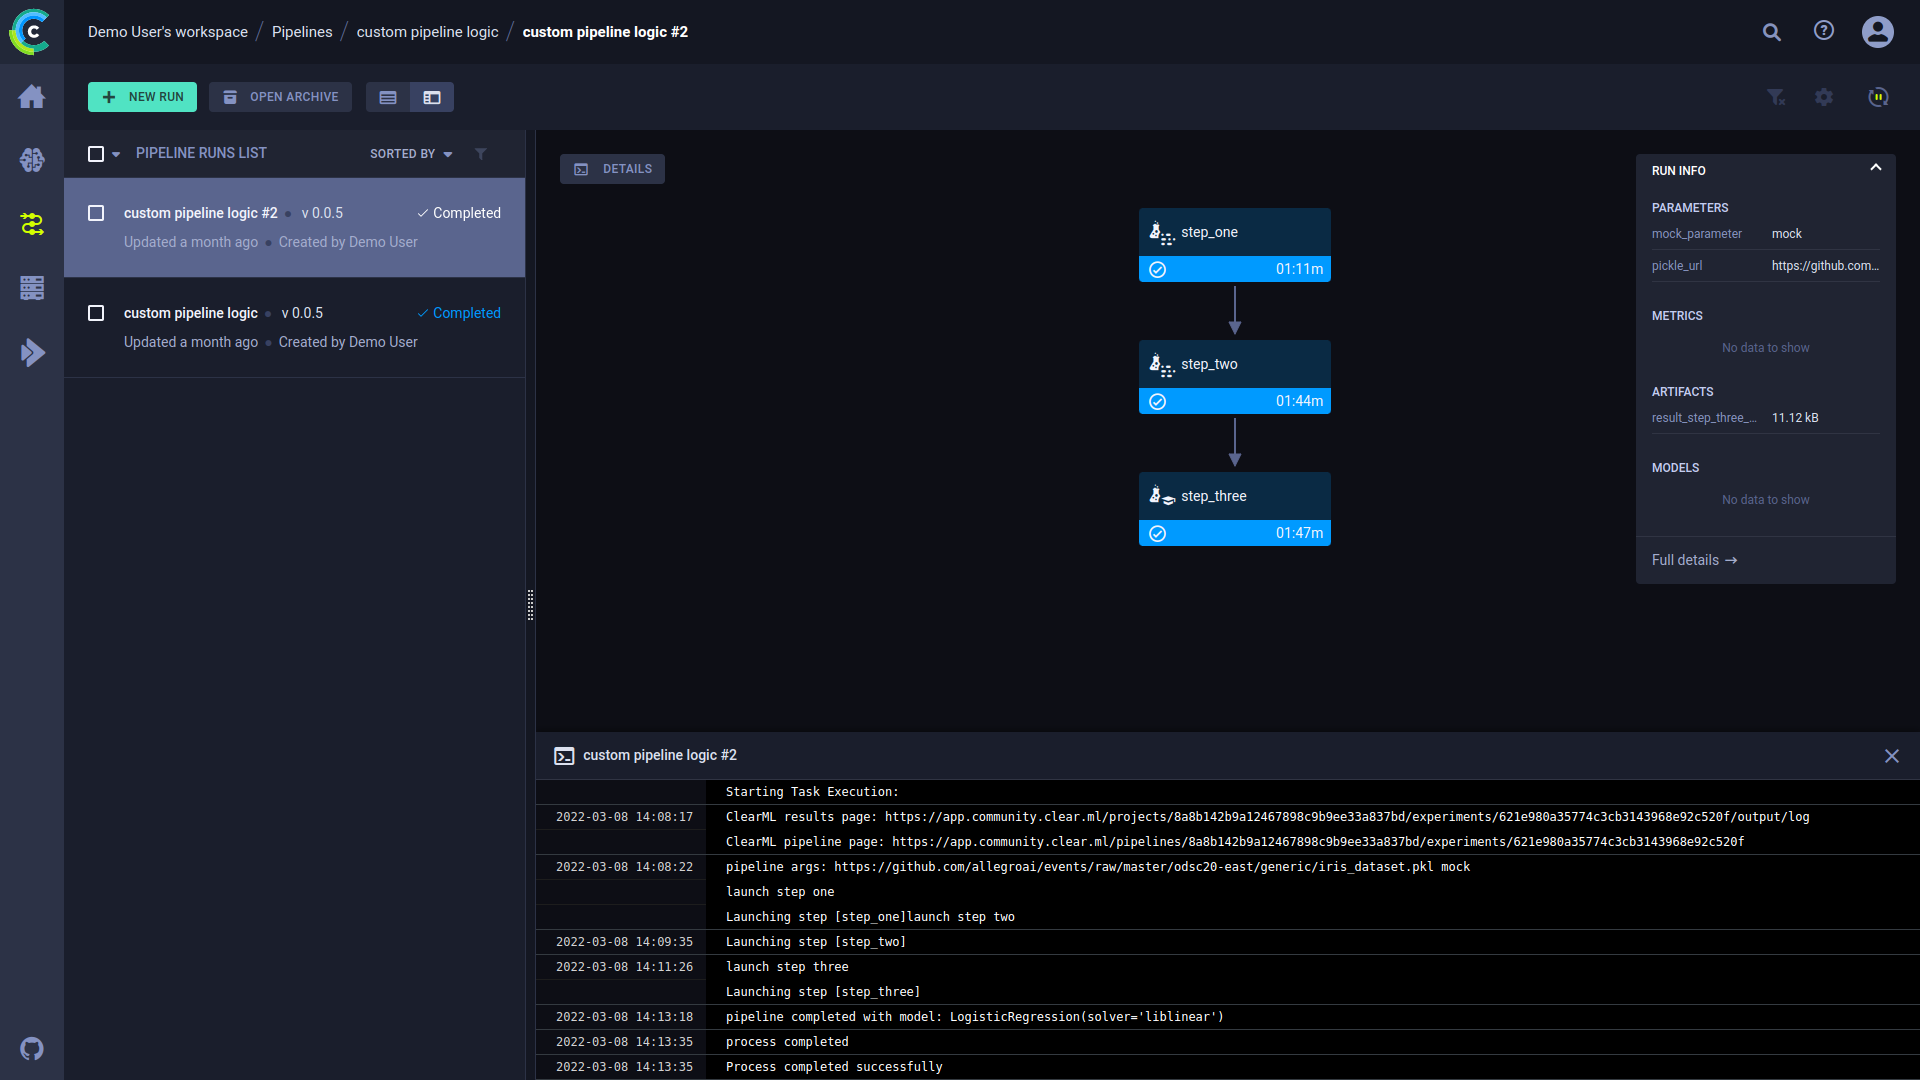 Demo User's workspace / Pipelines / custom pipeline logic / custom pipeline logic #2
NEW RUN
OPEN ARCHIVE
PIPELINE RUNS LIST
SORTED BY
custom pipeline logic #2 • v 0.0.5 Completed
Updated a month ago • Created by Demo User
custom pipeline logic • v 0.0.5 Completed
Updated a month ago • Created by Demo User
DETAILS
step_one
01:11m
step_two
01:44m
step_three
01:47m
RUN INFO
PARAMETERS
mock_parameter mock
pickle_url https://github.com...
METRICS
No data to show
ARTIFACTS
result_step_three_... 11.12 kB
MODELS
No data to show
Full details →
custom pipeline logic #2
Starting Task Execution:
2022-03-08 14:08:17 ClearML results page: https://app.community.clear.ml/projects/8a8b142b9a12467898c9b9ee33a837bd/experiments/621e980a35774c3cb3143968e92c520f/output/log
ClearML pipeline page: https://app.community.clear.ml/pipelines/8a8b142b9a12467898c9b9ee33a837bd/experiments/621e980a35774c3cb3143968e92c520f
2022-03-08 14:08:22 pipeline args: https://github.com/allegroai/events/raw/master/odsc20-east/generic/iris_dataset.pkl mock
launch step one
Launching step [step_one]launch step two
2022-03-08 14:09:35 Launching step [step_two]
2022-03-08 14:11:26 launch step three
Launching step [step_three]
2022-03-08 14:13:18 pipeline completed with model: LogisticRegression(solver='liblinear')
2022-03-08 14:13:35 process completed
2022-03-08 14:13:35 Process completed successfully